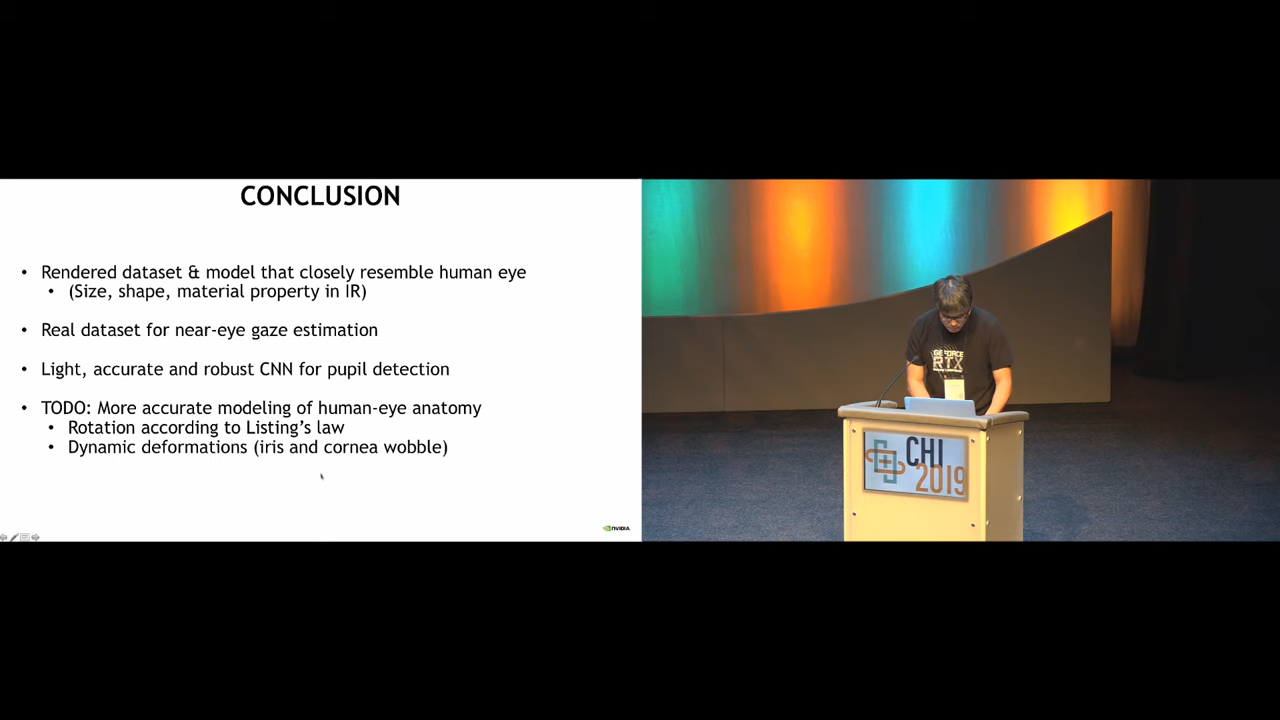 CONCLUSION
• Rendered dataset & model that closely resemble human eye
• (Size, shape, material property in IR)
• Real dataset for near-eye gaze estimation
• Light, accurate and robust CNN for pupil detection
• TODO: More accurate modeling of human-eye anatomy
• Rotation according to Listing's law
• Dynamic deformations (iris and cornea wobble)
NVIDIA
GEFORCE
RTX
CHI
2019